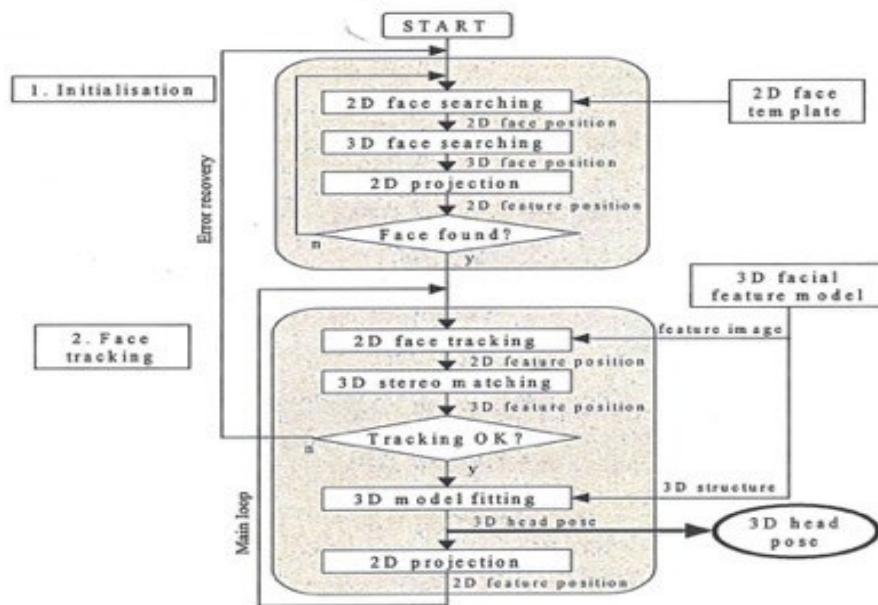 START
1. Initialisation
2D face searching
2D face
template
2D face position
3D face searching
3D face position
2D projection
2D feature position
Face found?
n
y
Error recovery
3D facial
feature model
2. Face
tracking
2D face tracking
feature image
2D feature position
3D stereo matching
3D feature position
Tracking OK?
n
y
3D model fitting
3D structure
3D head pose
3D head
pose
Main loop
2D projection
2D feature position